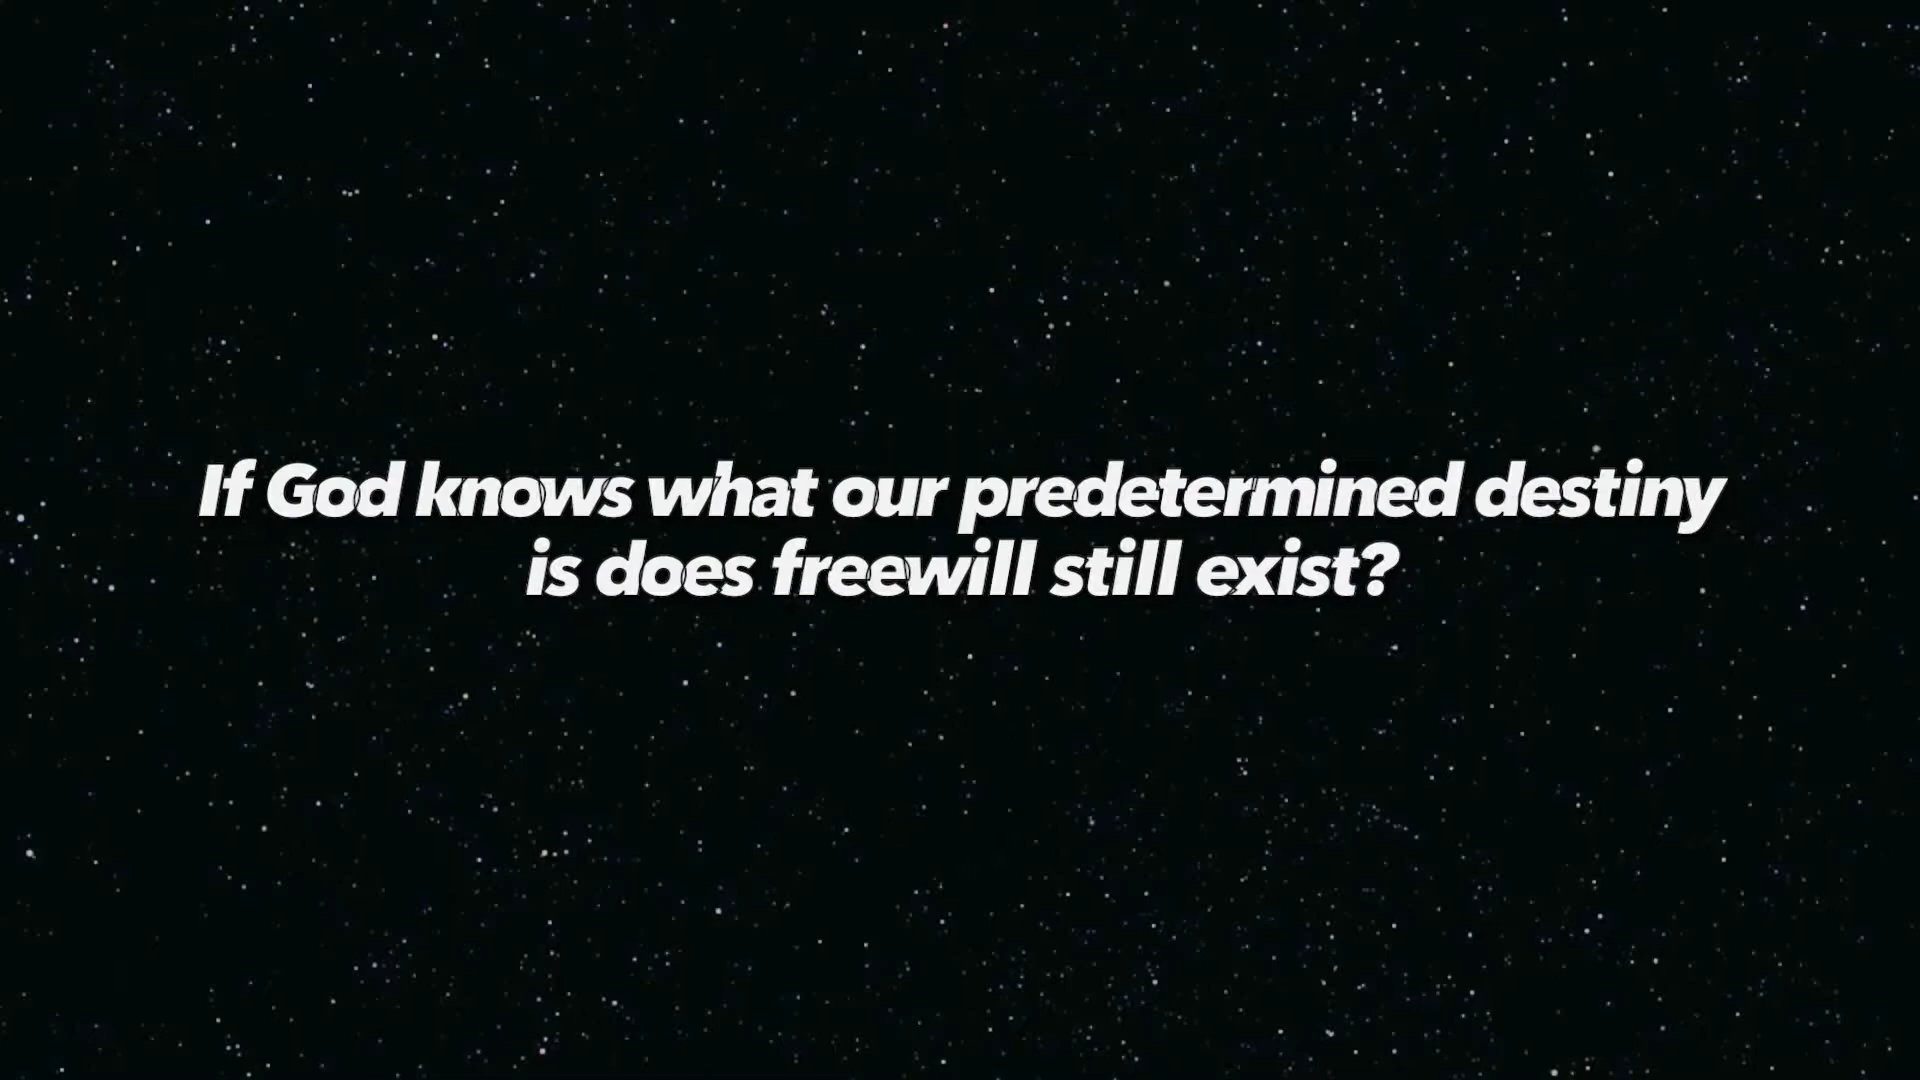 If God knows what our predetermined destiny
is does freewill still exist?